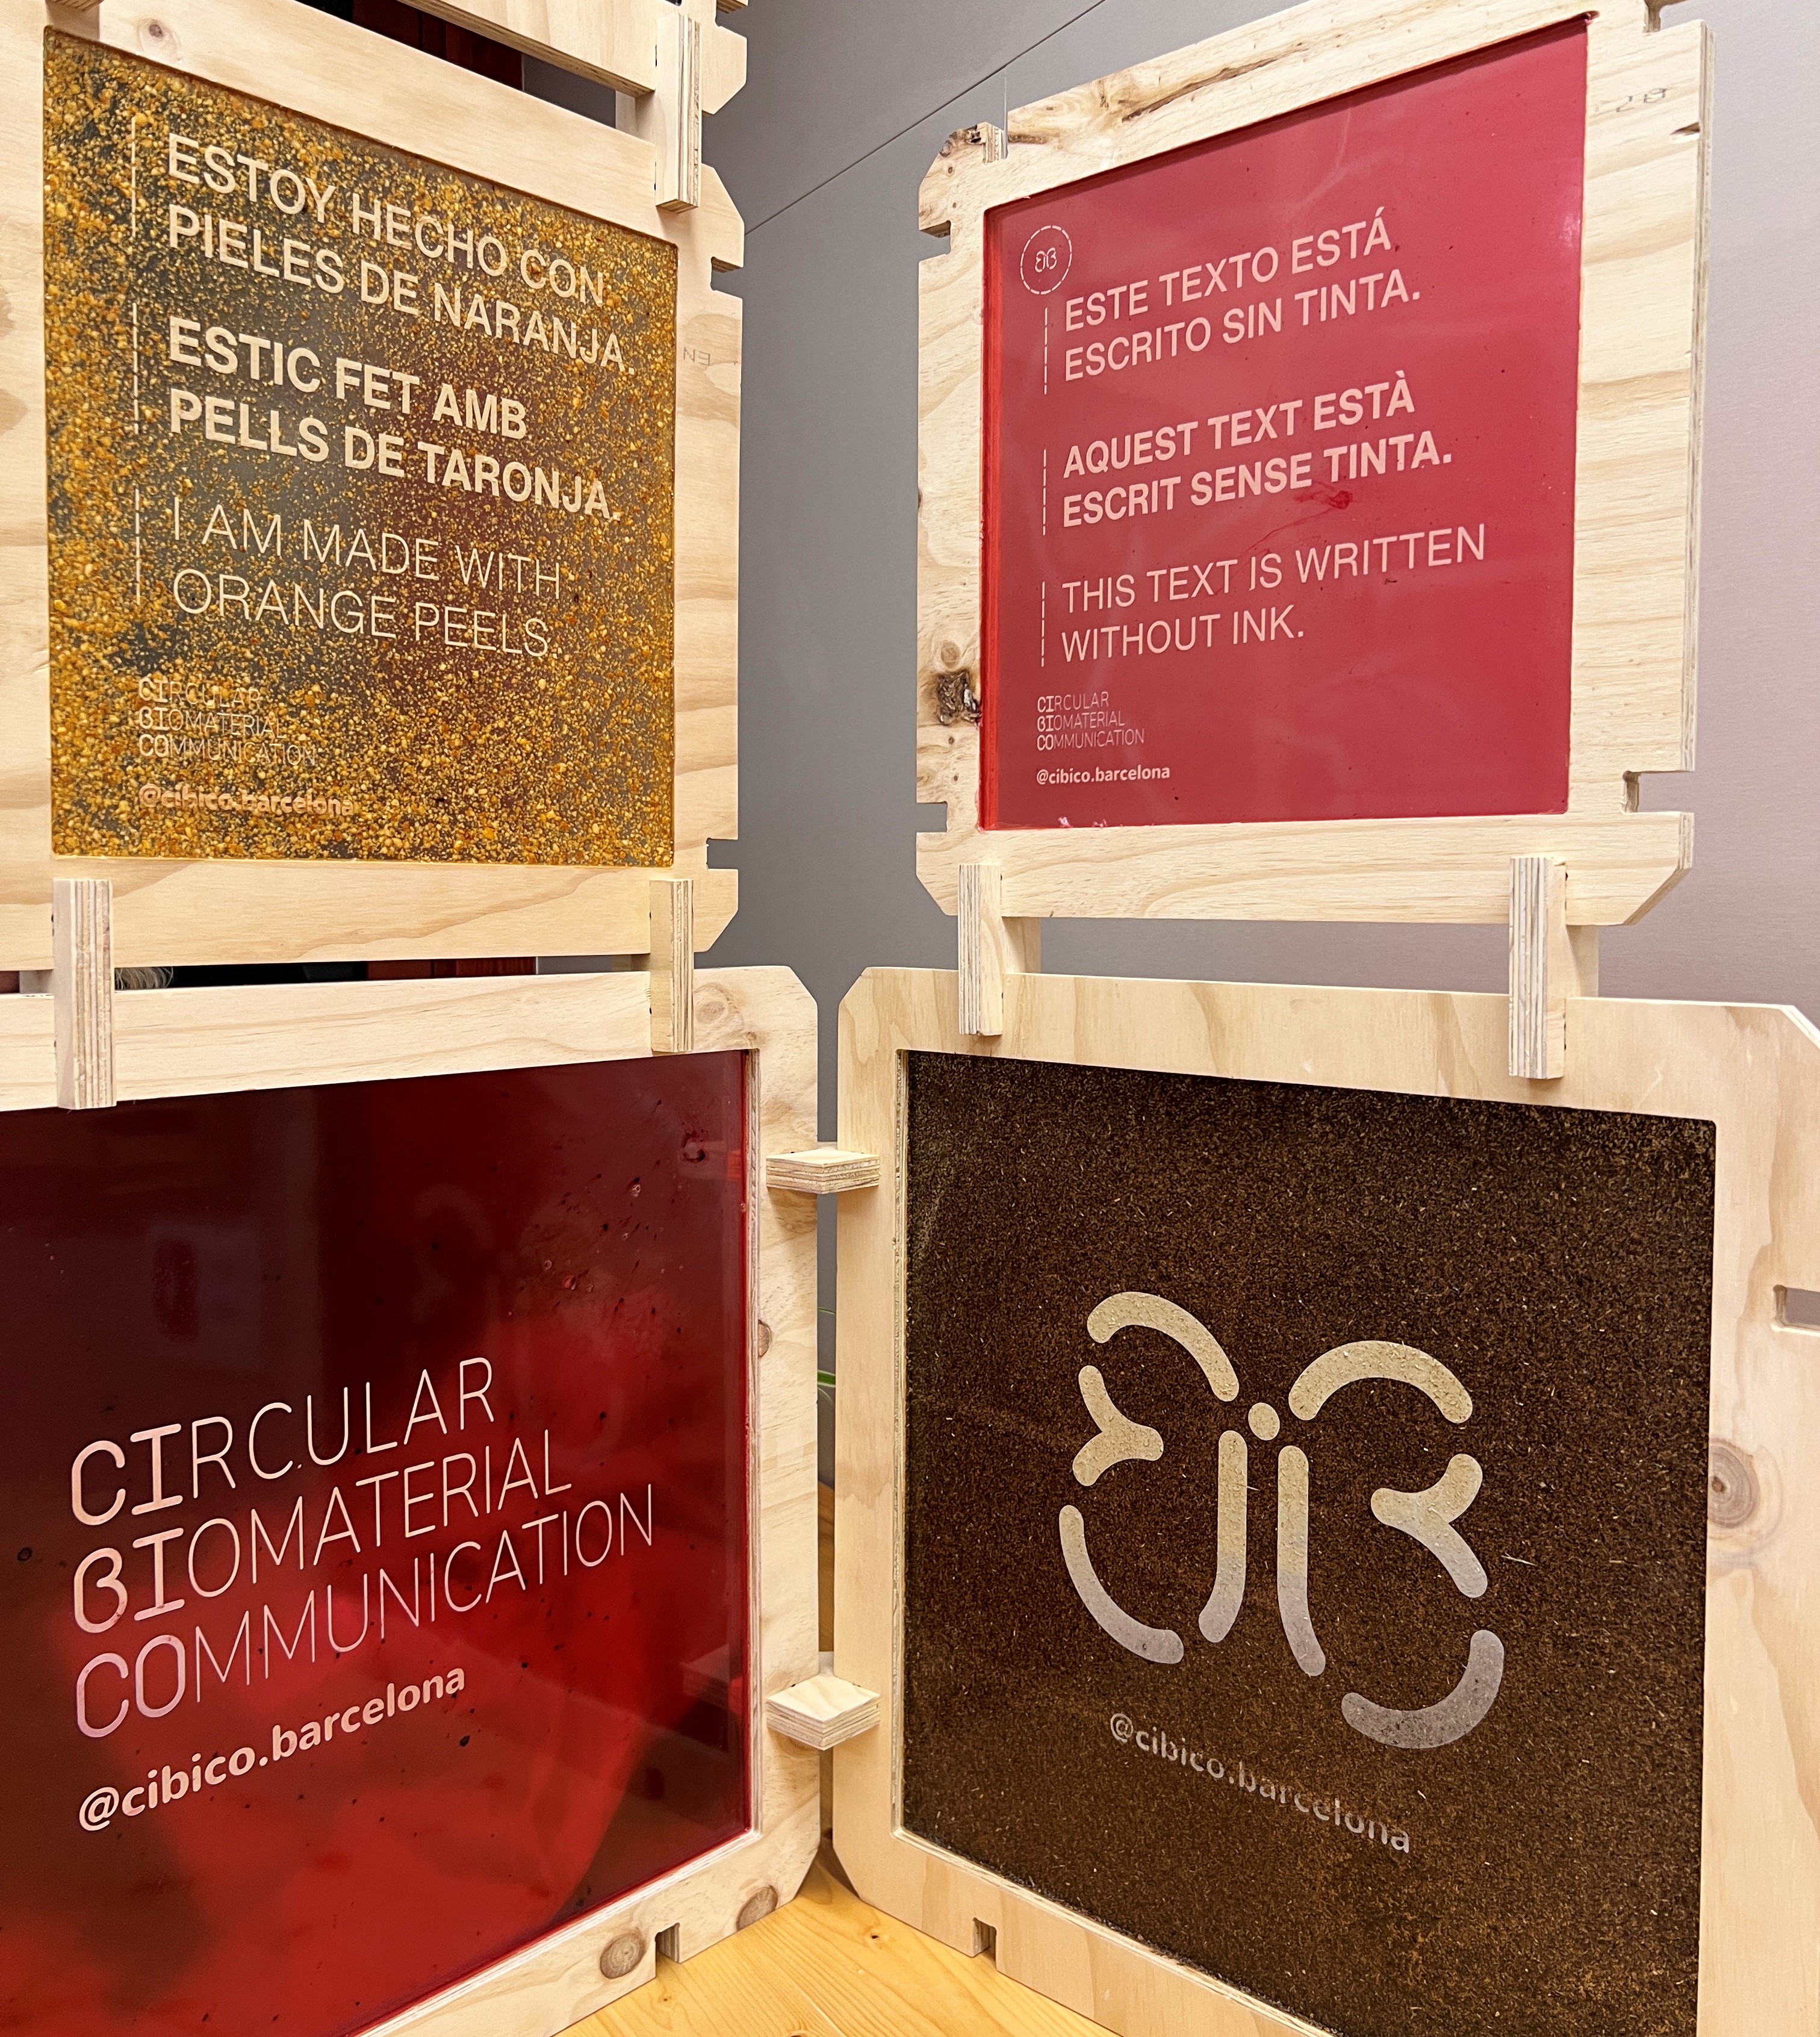 ESTOY HECHO CON
PIELES DE NARANJA.
ESTIC FET AMB
PELLS DE TARONJA.
I AM MADE WITH
ORANGE PEELS.
CIRCULAR
BIOMATERIAL
COMMUNICATION
@cibico.barcelona
ESTE TEXTO ESTÁ
ESCRITO SIN TINTA.
AQUEST TEXT ESTÀ
ESCRIT SENSE TINTA.
THIS TEXT IS WRITTEN
WITHOUT INK.
CIRCULAR
BIOMATERIAL
COMMUNICATION
@cibico.barcelona
CIRCULAR
BIOMATERIAL
COMMUNICATION
@cibico.barcelona
@cibico.barcelona